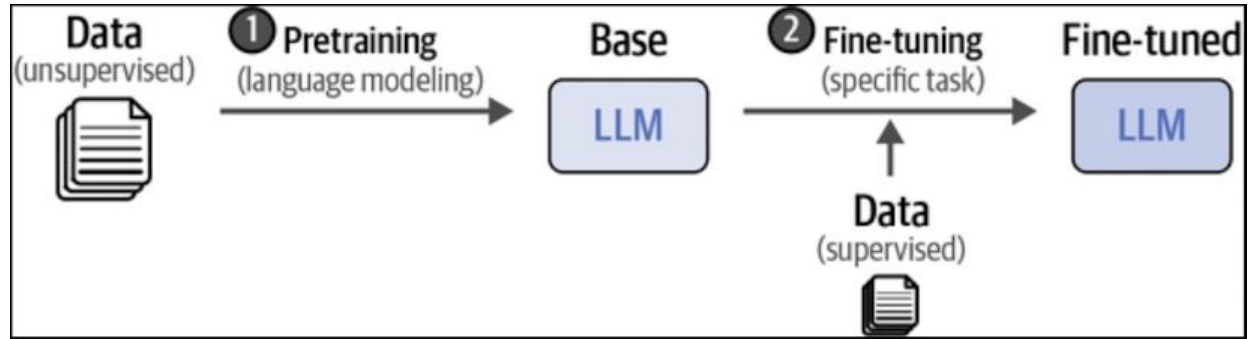 Data
(unsupervised)
1 Pretraining
(language modeling)
Base
LLM
2 Fine-tuning
(specific task)
Data
(supervised)
Fine-tuned
LLM